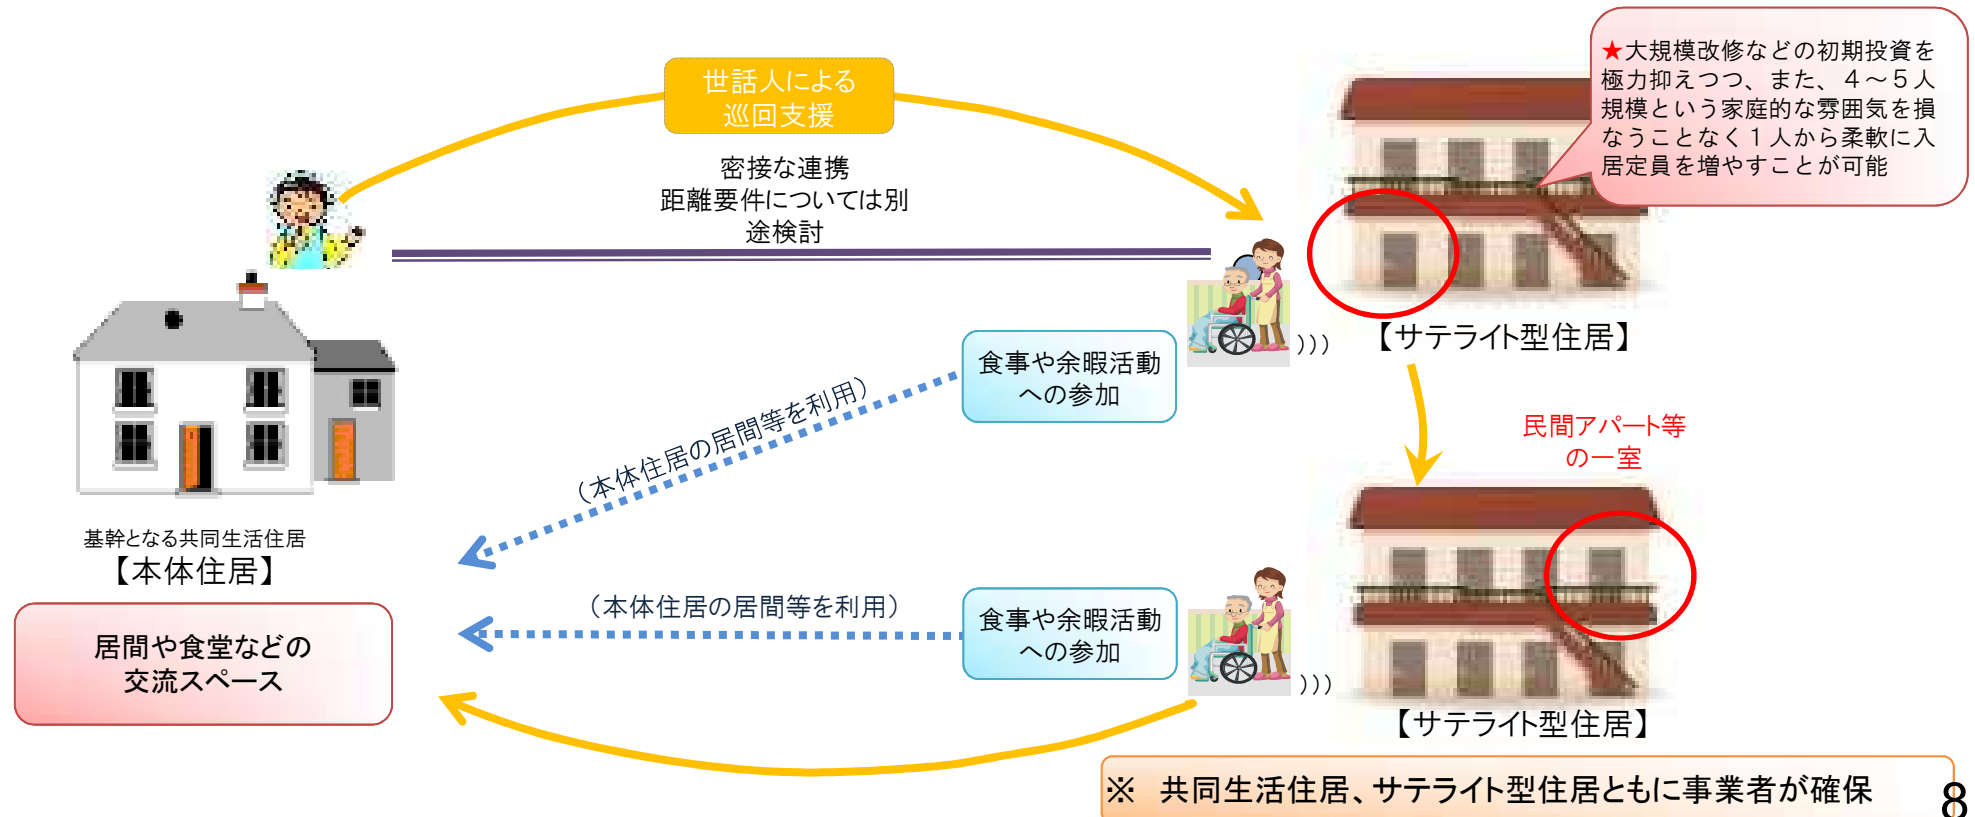 世話人による
巡回支援
密接な連携
距離要件については別
途検討
★大規模改修などの初期投資を
極力抑えつつ、また、４～５人
規模という家庭的な雰囲気を損
なうことなく１人から柔軟に入
居定員を増やすことが可能
【サテライト型住居】
)))
食事や余暇活動
への参加
（本体住居の居間等を利用）
民間アパート等
の一室
基幹となる共同生活住居
【本体住居】
居間や食堂などの
交流スペース
（本体住居の居間等を利用）
食事や余暇活動
への参加
)))
【サテライト型住居】
※　共同生活住居、サテライト型住居ともに事業者が確保
8